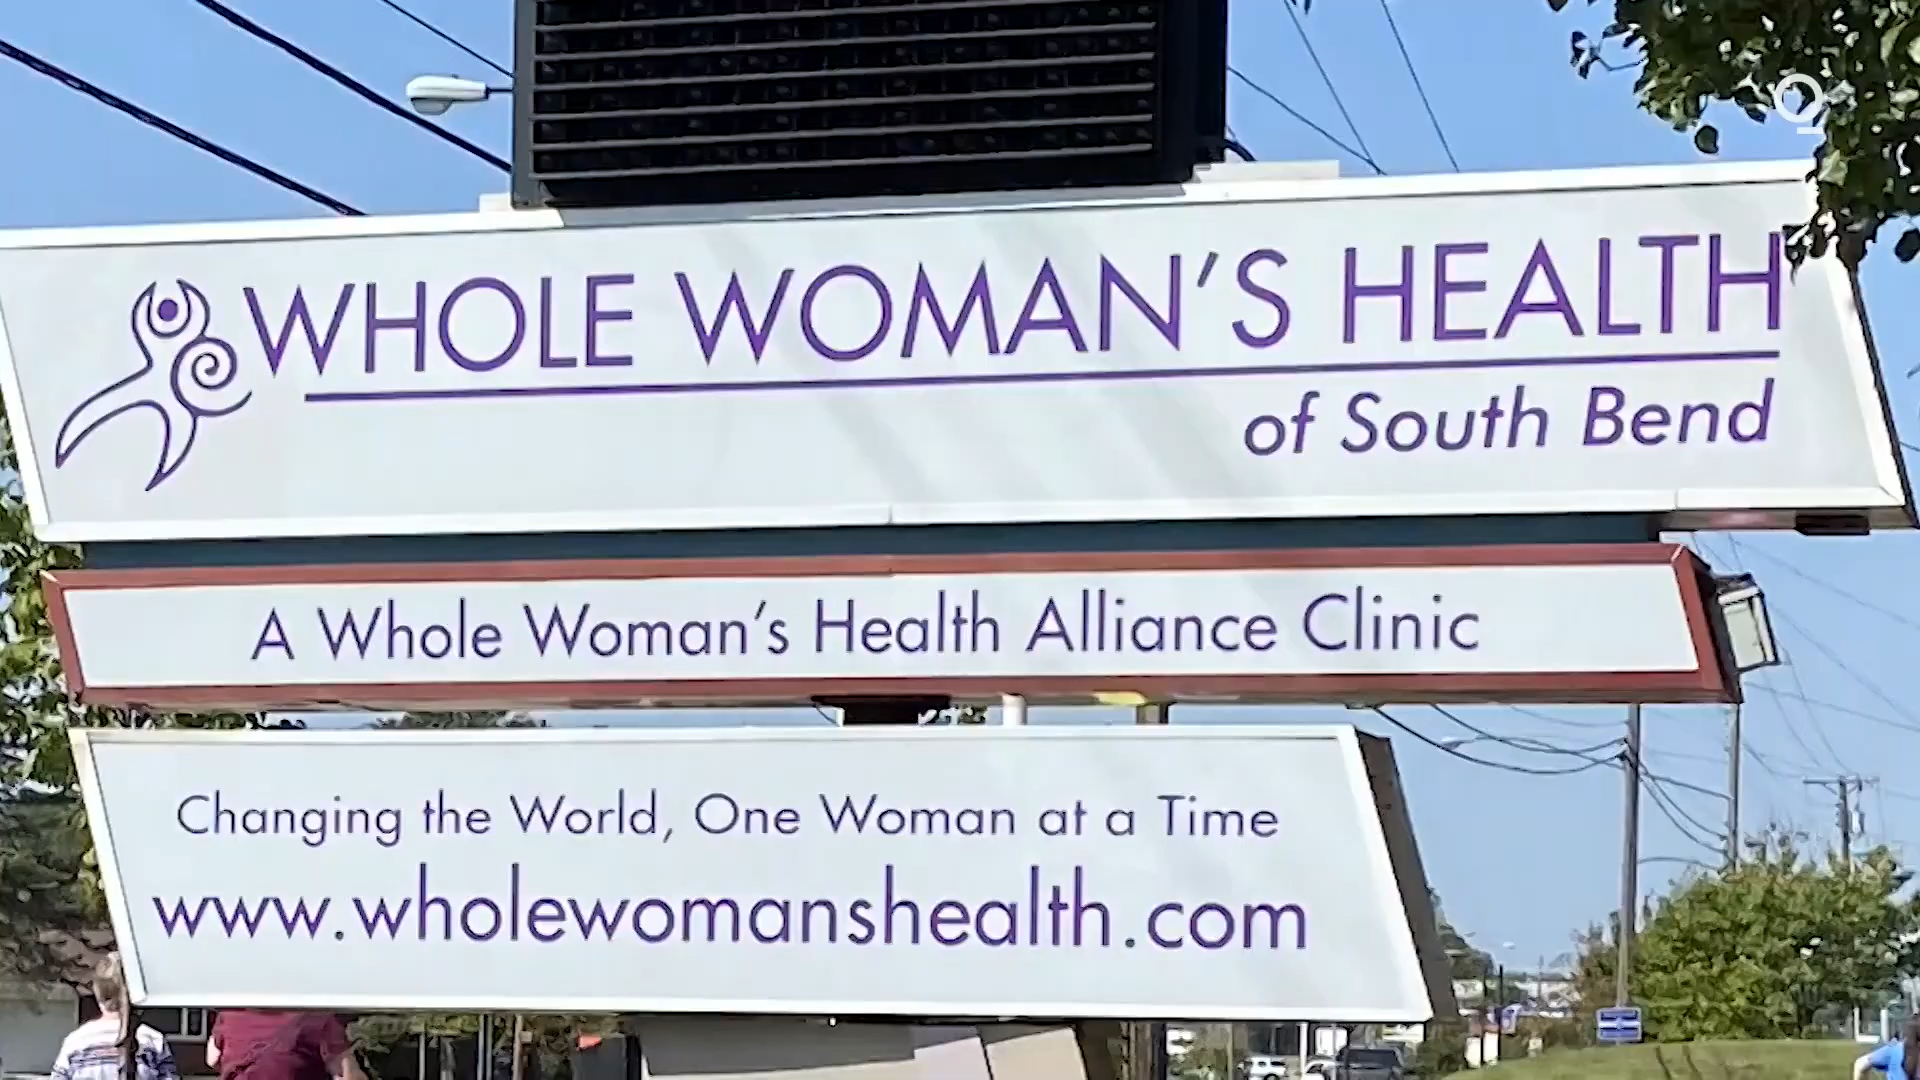 WHOLE WOMAN'S HEALTH
of South Bend
A Whole Woman's Health Alliance Clinic
Changing the World, One Woman at a Time
www.wholewomanshealth.com